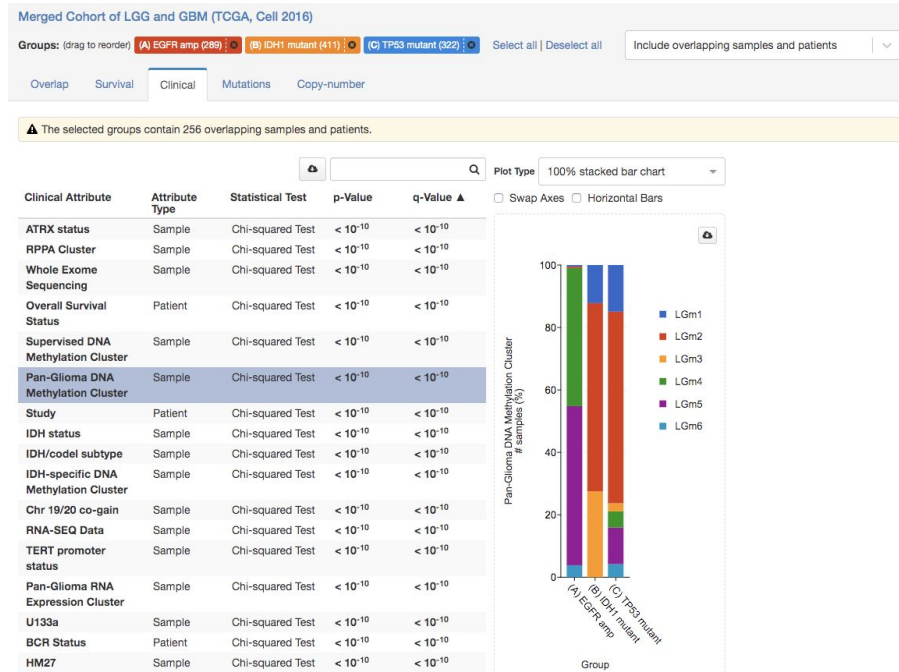 Merged Cohort of LGG and GBM (TCGA, Cell 2016)
Groups: (drag to reorder) (A) EGFR amp (289) (B) IDH1 mutant (411) (C) TP53 mutant (322) Select all | Deselect all Include overlapping samples and patients
Overlap Survival Clinical Mutations Copy-number
The selected groups contain 256 overlapping samples and patients.
Plot Type 100% stacked bar chart
Swap Axes Horizontal Bars
Clinical Attribute Attribute Type Statistical Test p-Value q-Value ▲
ATRX status Sample Chi-squared Test < 10⁻¹⁰ < 10⁻¹⁰
RPPA Cluster Sample Chi-squared Test < 10⁻¹⁰ < 10⁻¹⁰
Whole Exome Sequencing Sample Chi-squared Test < 10⁻¹⁰ < 10⁻¹⁰
Overall Survival Status Patient Chi-squared Test < 10⁻¹⁰ < 10⁻¹⁰
Supervised DNA Methylation Cluster Sample Chi-squared Test < 10⁻¹⁰ < 10⁻¹⁰
Pan-Glioma DNA Methylation Cluster Sample Chi-squared Test < 10⁻¹⁰ < 10⁻¹⁰
Study Patient Chi-squared Test < 10⁻¹⁰ < 10⁻¹⁰
IDH status Sample Chi-squared Test < 10⁻¹⁰ < 10⁻¹⁰
IDH/codel subtype Sample Chi-squared Test < 10⁻¹⁰ < 10⁻¹⁰
IDH-specific DNA Methylation Cluster Sample Chi-squared Test < 10⁻¹⁰ < 10⁻¹⁰
Chr 19/20 co-gain Sample Chi-squared Test < 10⁻¹⁰ < 10⁻¹⁰
RNA-SEQ Data Sample Chi-squared Test < 10⁻¹⁰ < 10⁻¹⁰
TERT promoter status Sample Chi-squared Test < 10⁻¹⁰ < 10⁻¹⁰
Pan-Glioma RNA Expression Cluster Sample Chi-squared Test < 10⁻¹⁰ < 10⁻¹⁰
U133a Sample Chi-squared Test < 10⁻¹⁰ < 10⁻¹⁰
BCR Status Patient Chi-squared Test < 10⁻¹⁰ < 10⁻¹⁰
HM27 Sample Chi-squared Test < 10⁻¹⁰ < 10⁻¹⁰
Pan-Glioma DNA Methylation Cluster
# samples (%)
100
80
60
40
20
0
LGm1
LGm2
LGm3
LGm4
LGm5
LGm6
(A) EGFR amp
(B) IDH1 mutant
(C) TP53 mutant
Group